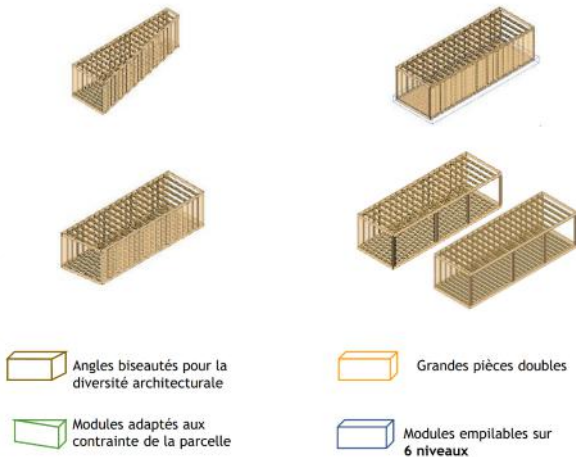 Angles biseautés pour la
diversité architecturale
Grandes pièces doubles
Modules adaptés aux
contrainte de la parcelle
Modules empilables sur
6 niveaux